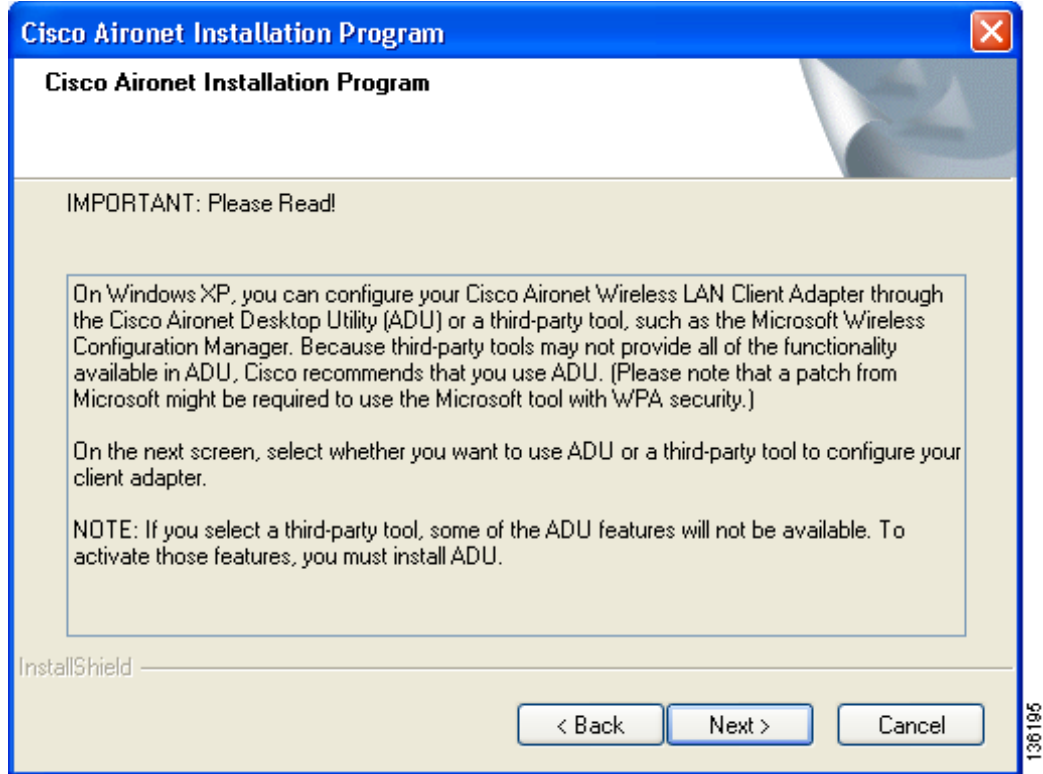 Cisco Aironet Installation Program
Cisco Aironet Installation Program
IMPORTANT: Please Read!
On Windows XP, you can configure your Cisco Aironet Wireless LAN Client Adapter through
the Cisco Aironet Desktop Utility (ADU) or a third-party tool, such as the Microsoft Wireless
Configuration Manager. Because third-party tools may not provide all of the functionality
available in ADU, Cisco recommends that you use ADU. (Please note that a patch from
Microsoft might be required to use the Microsoft tool with WPA security.)
On the next screen, select whether you want to use ADU or a third-party tool to configure your
client adapter.
NOTE: If you select a third-party tool, some of the ADU features will not be available. To
activate those features, you must install ADU.
InstallShield
< Back
Next >
Cancel
136195